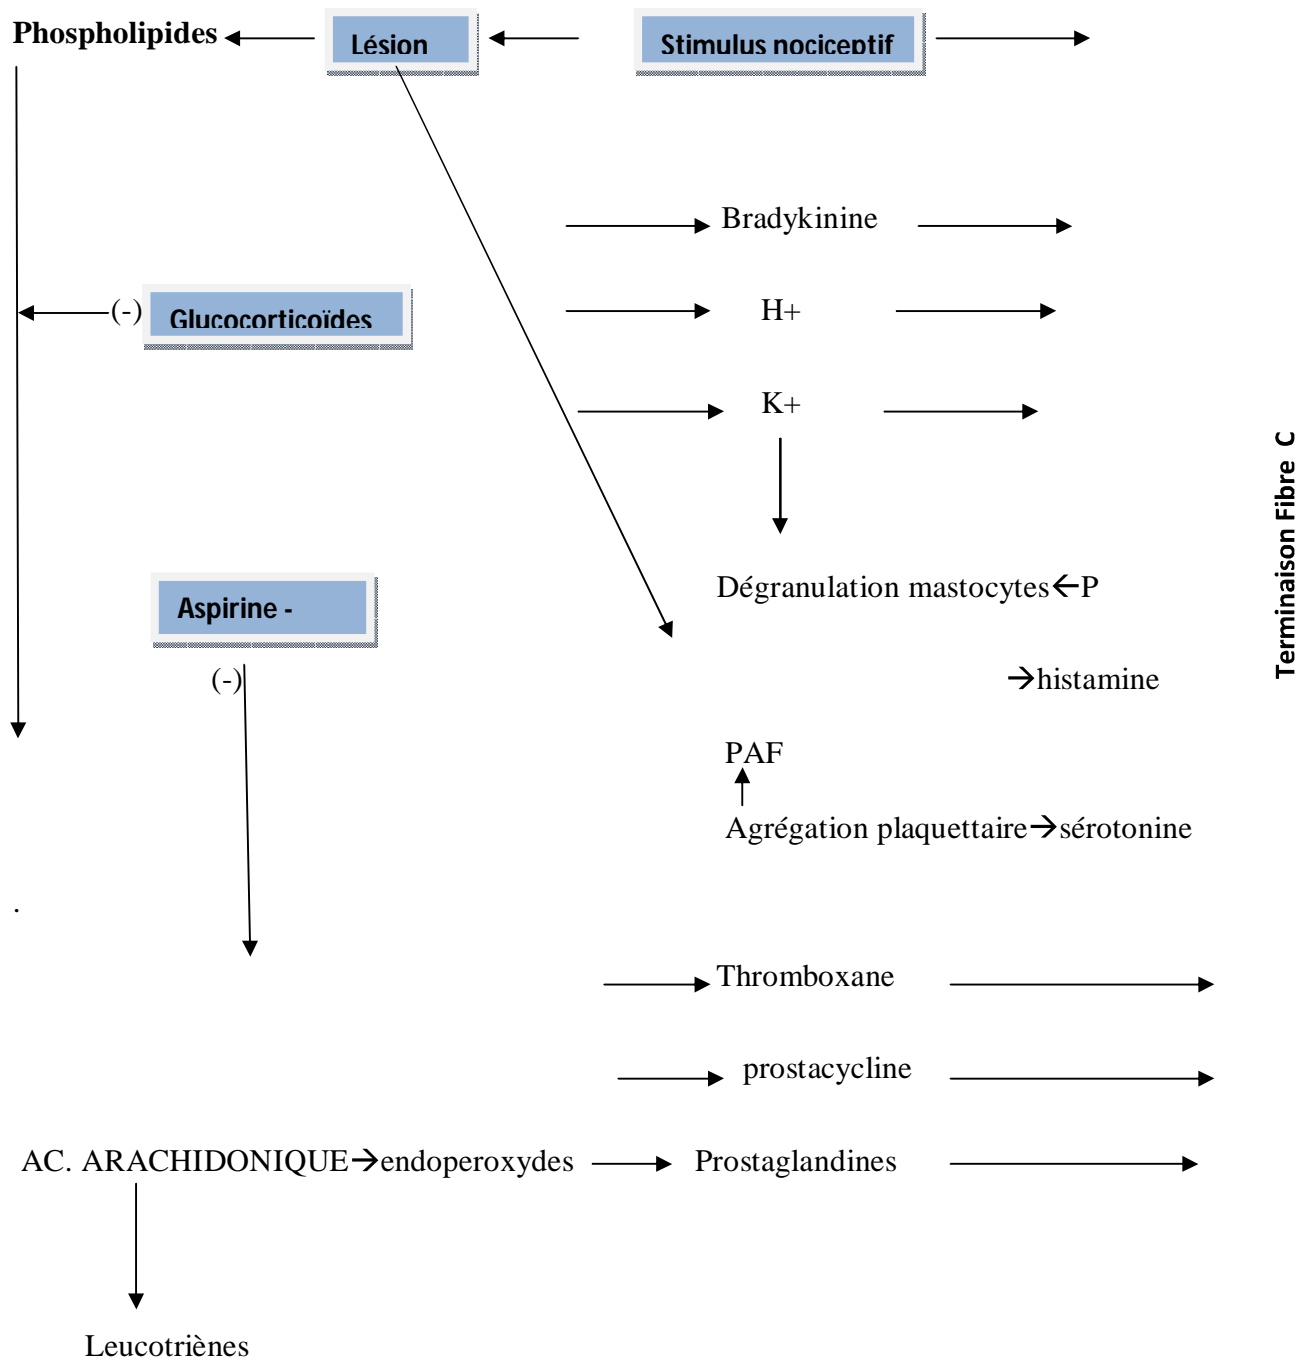 Phospholipides
Lésion
Stimulus nociceptif
Bradykinine
(-)
Glucocorticoïdes
H+
K+
Terminaison Fibre C
Dégranulation mastocytes←P
Aspirine -
(-)
→histamine
PAF
Agrégation plaquettaire→sérotonine
.
Thromboxane
prostacycline
AC. ARACHIDONIQUE→endoperoxydes
Prostaglandines
Leucotriènes